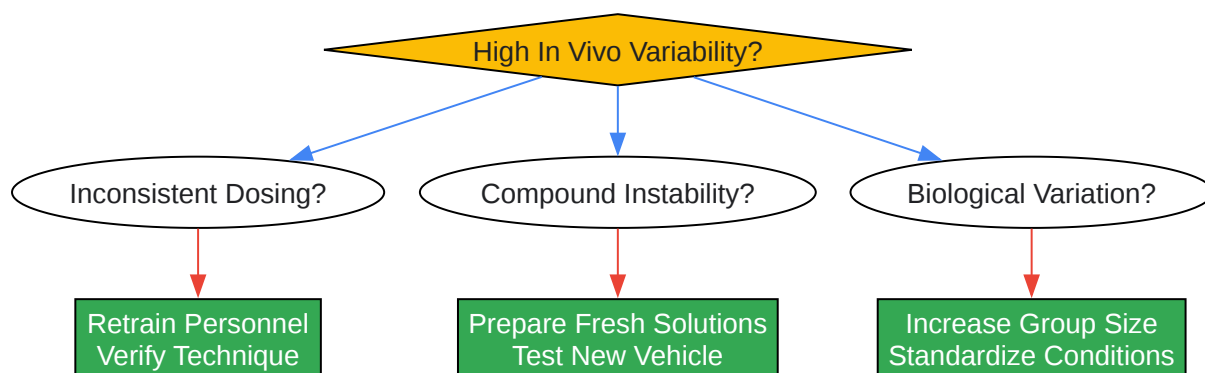 High In Vivo Variability?
Inconsistent Dosing?
Compound Instability?
Biological Variation?
Retrain Personnel
Verify Technique
Prepare Fresh Solutions
Test New Vehicle
Increase Group Size
Standardize Conditions